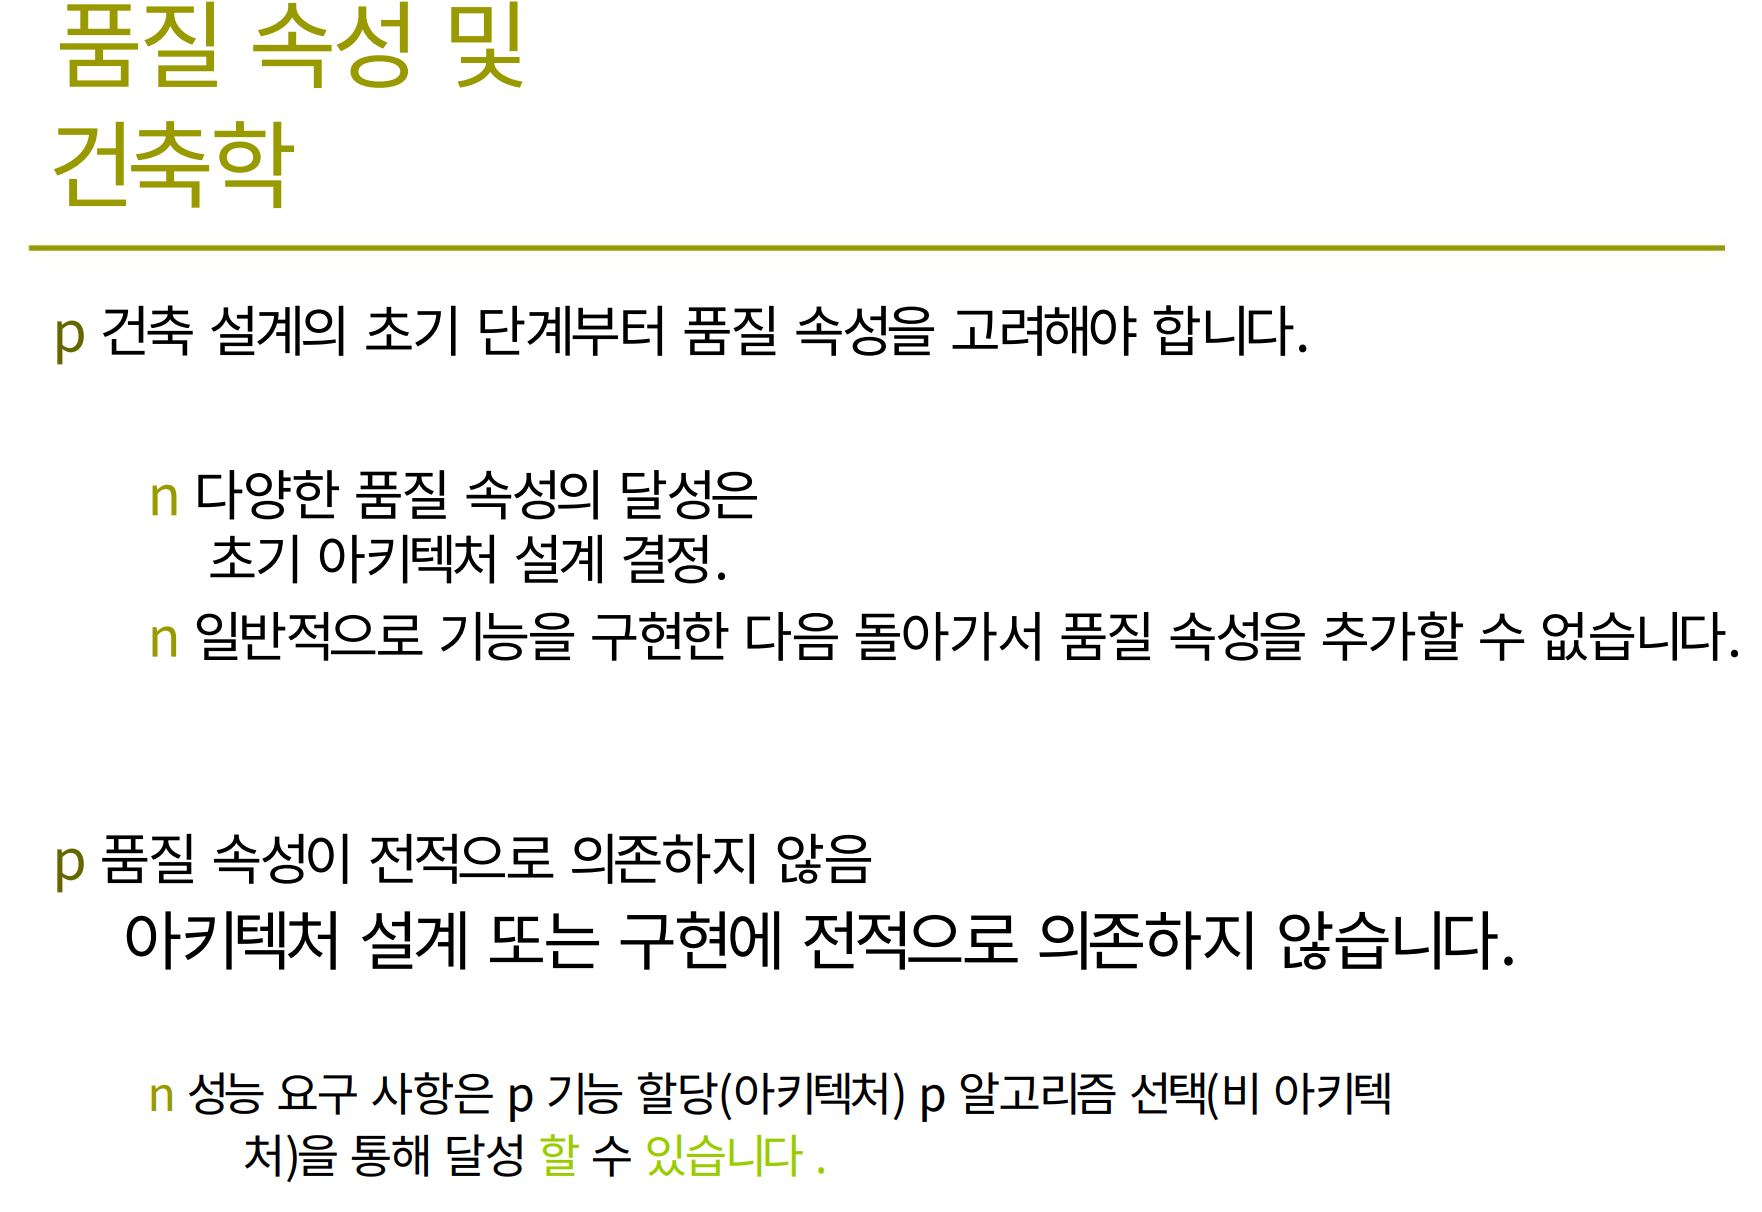 품질 속성 및
건축학
p 건축 설계의 초기 단계부터 품질 속성을 고려해야 합니다.
n 다양한 품질 속성의 달성은
초기 아키텍처 설계 결정.
n 일반적으로 기능을 구현한 다음 돌아가서 품질 속성을 추가할 수 없습니다.
p 품질 속성이 전적으로 의존하지 않음
아키텍처 설계 또는 구현에 전적으로 의존하지 않습니다.
n 성능 요구 사항은 p 기능 할당(아키텍처) p 알고리즘 선택(비 아키텍
처)을 통해 달성 할 수 있습니다 .